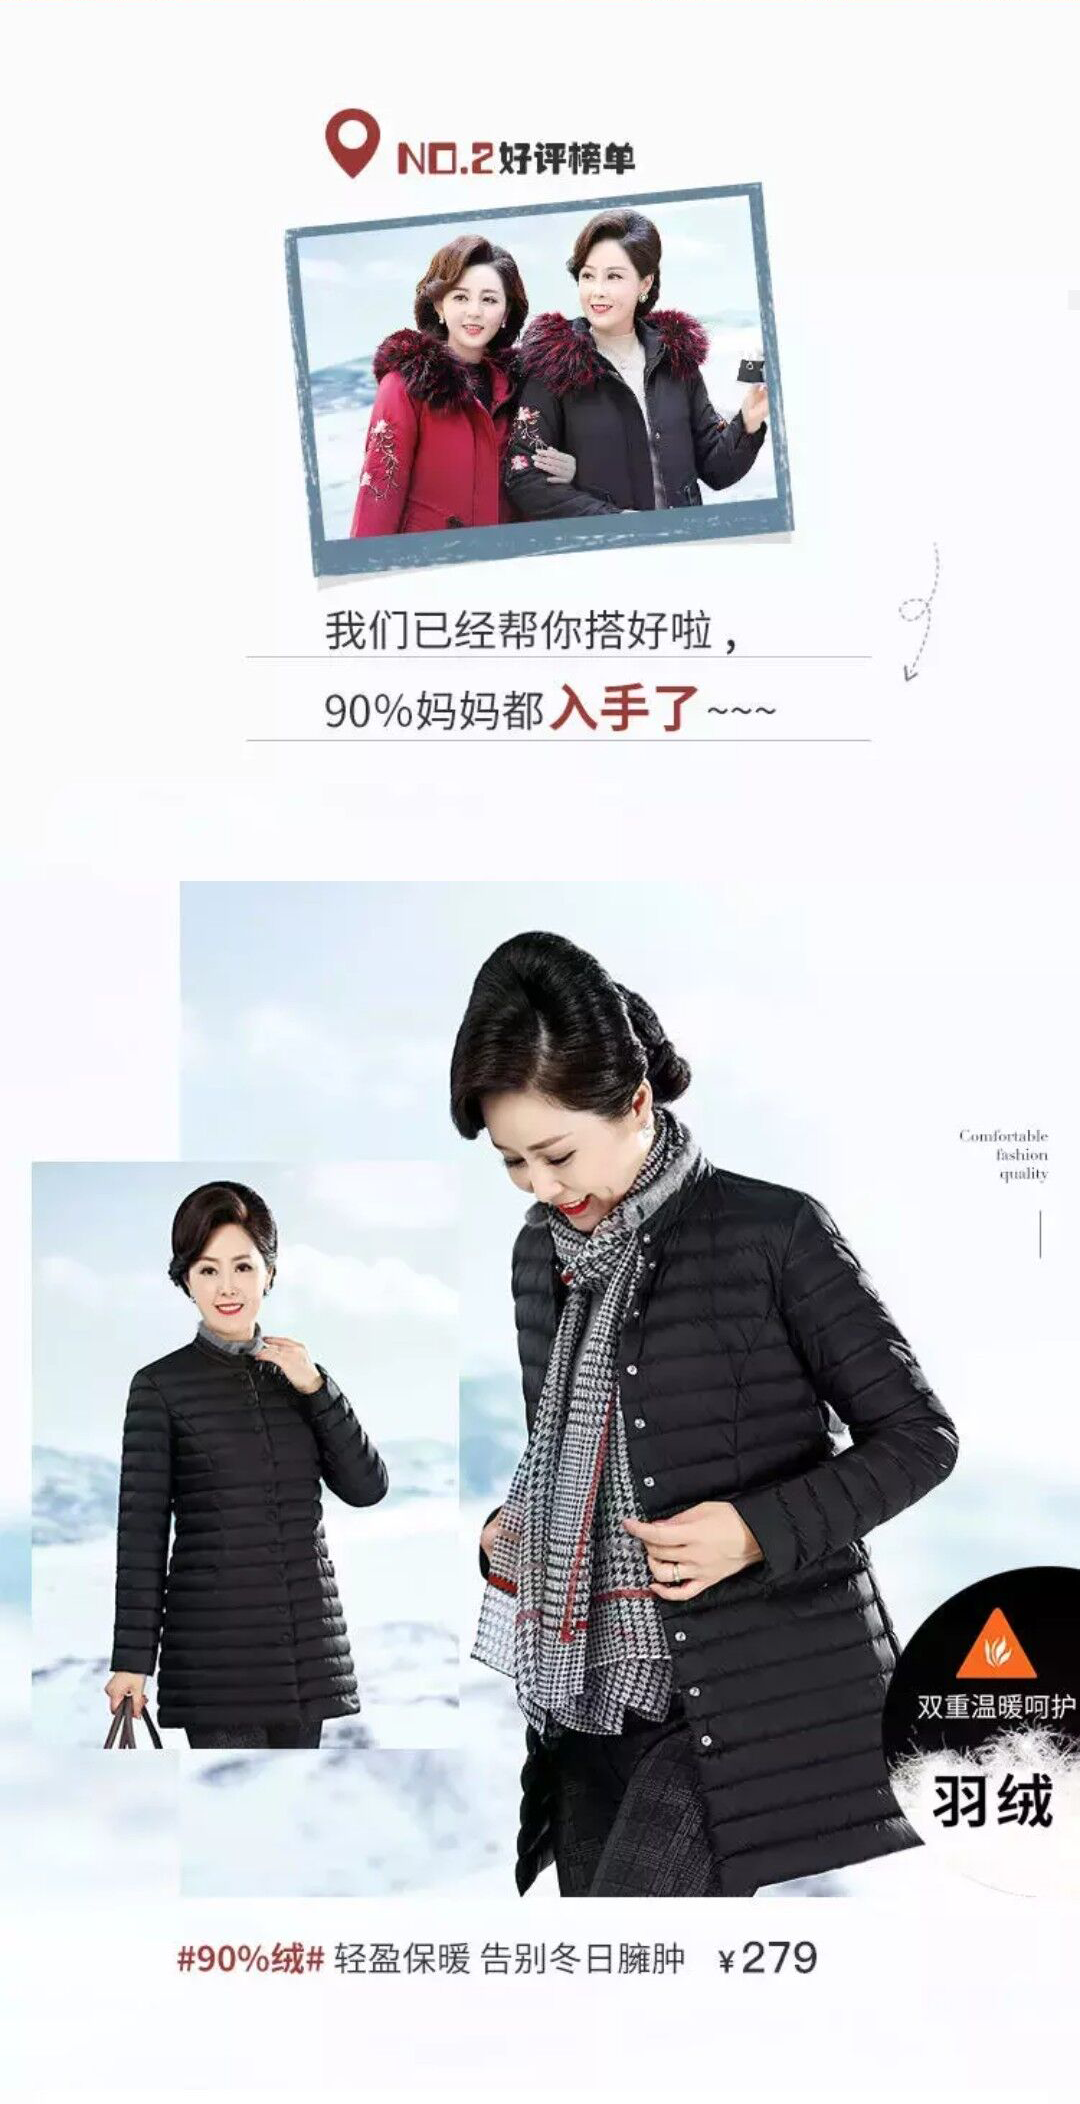 NO.2好评榜单
我们已经帮你搭好啦，
90%妈妈都入手了~~~
Comfortable
fashion
quality
双重温暖呵护
羽绒
#90%绒# 轻盈保暖 告别冬日臃肿 ¥279